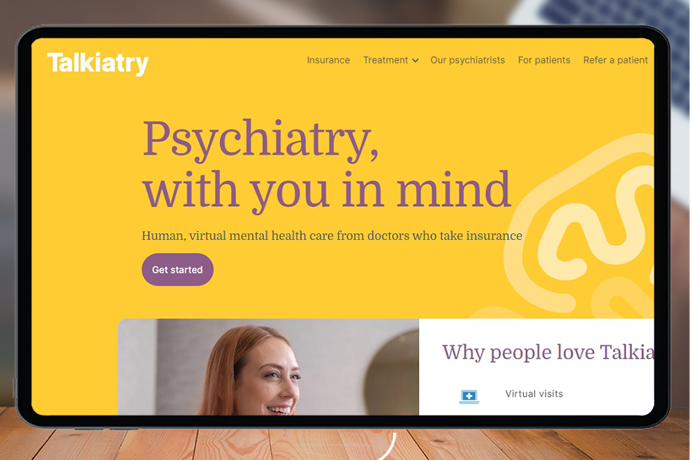 Talkiatry
Insurance Treatment Our psychiatrists For patients Refer a patient
Psychiatry,
with you in mind
Human, virtual mental health care from doctors who take insurance
Get started
Why people love Talkia
Virtual visits